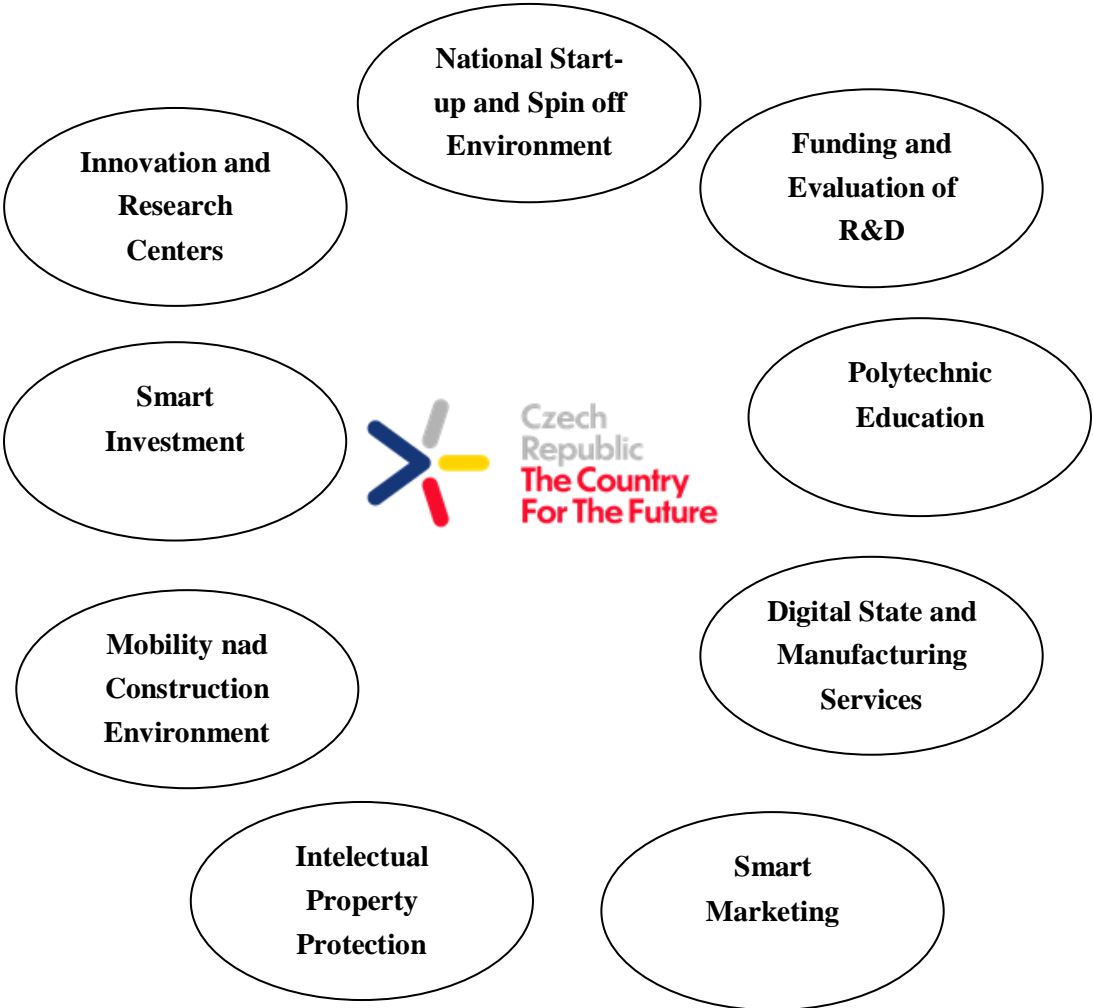 National Start-
up and Spin off
Environment
Funding and
Evaluation of
R&D
Innovation and
Research
Centers
Polytechnic
Education
Smart
Investment
Czech
Republic
The Country
For The Future
Digital State and
Manufacturing
Services
Mobility nad
Construction
Environment
Intelectual
Property
Protection
Smart
Marketing